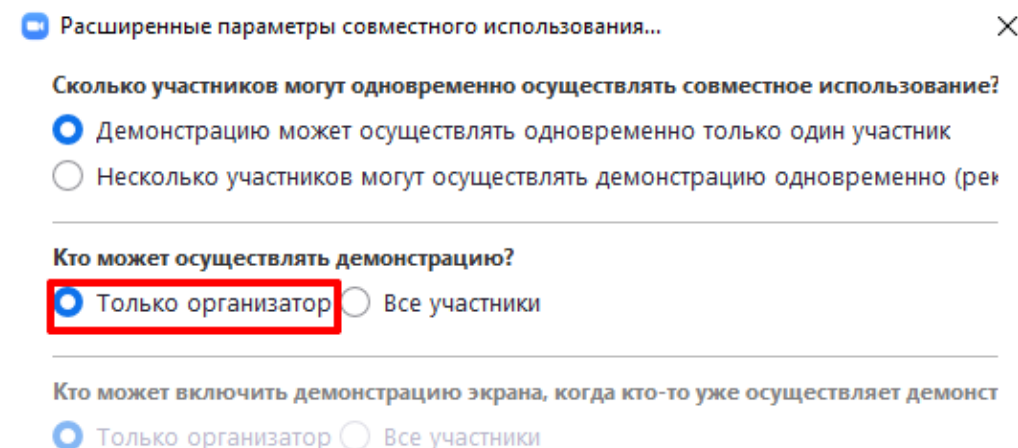 Расширенные параметры совместного использования...
Сколько участников могут одновременно осуществлять совместное использование?
Демонстрацию может осуществлять одновременно только один участник
Несколько участников могут осуществлять демонстрацию одновременно (рек
Кто может осуществлять демонстрацию?
Только организатор Все участники
Кто может включить демонстрацию экрана, когда кто-то уже осуществляет демонст
Только организатор Все участники